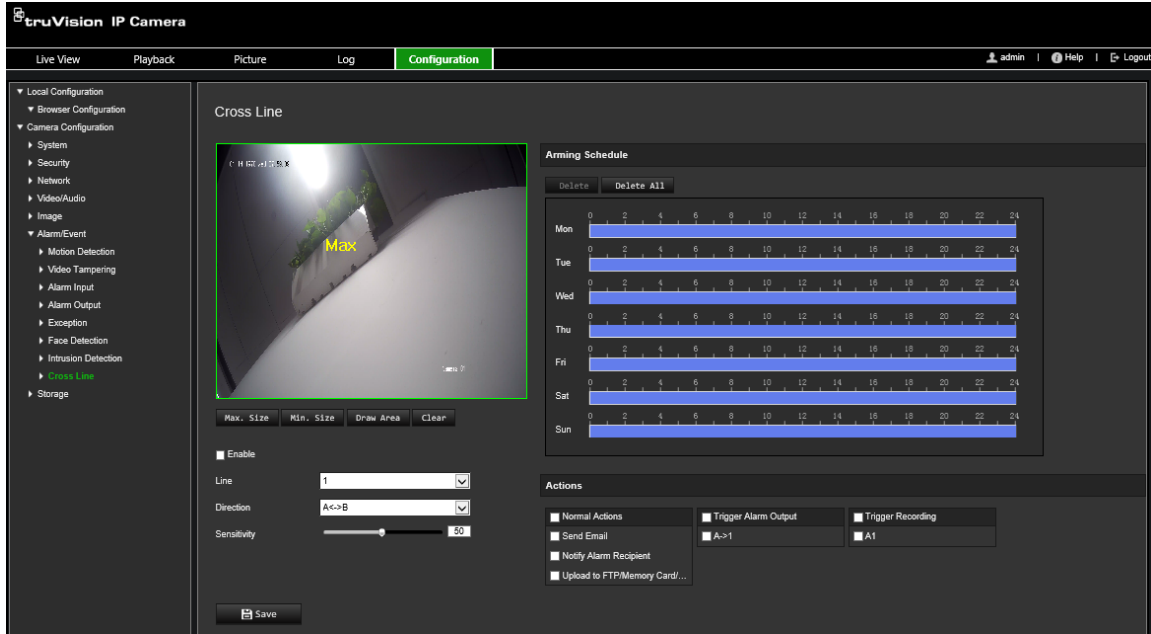 truVision IP Camera
Live View Playback Picture Log Configuration admin | Help | Logout
Local Configuration
Browser Configuration
Camera Configuration
System
Security
Network
Video/Audio
Image
Alarm/Event
Motion Detection
Video Tampering
Alarm Input
Alarm Output
Exception
Face Detection
Intrusion Detection
Cross Line
Storage
Cross Line
Max
Max. Size Min. Size Draw Area Clear
Enable
Line 1
Direction A<->B
Sensitivity 50
Save
Arming Schedule
Delete Delete All
0 2 4 6 8 10 12 14 16 18 20 22 24
Mon
0 2 4 6 8 10 12 14 16 18 20 22 24
Tue
0 2 4 6 8 10 12 14 16 18 20 22 24
Wed
0 2 4 6 8 10 12 14 16 18 20 22 24
Thu
0 2 4 6 8 10 12 14 16 18 20 22 24
Fri
0 2 4 6 8 10 12 14 16 18 20 22 24
Sat
0 2 4 6 8 10 12 14 16 18 20 22 24
Sun
Actions
Normal Actions Trigger Alarm Output Trigger Recording
Send Email A->1 A1
Notify Alarm Recipient
Upload to FTP/Memory Card/...